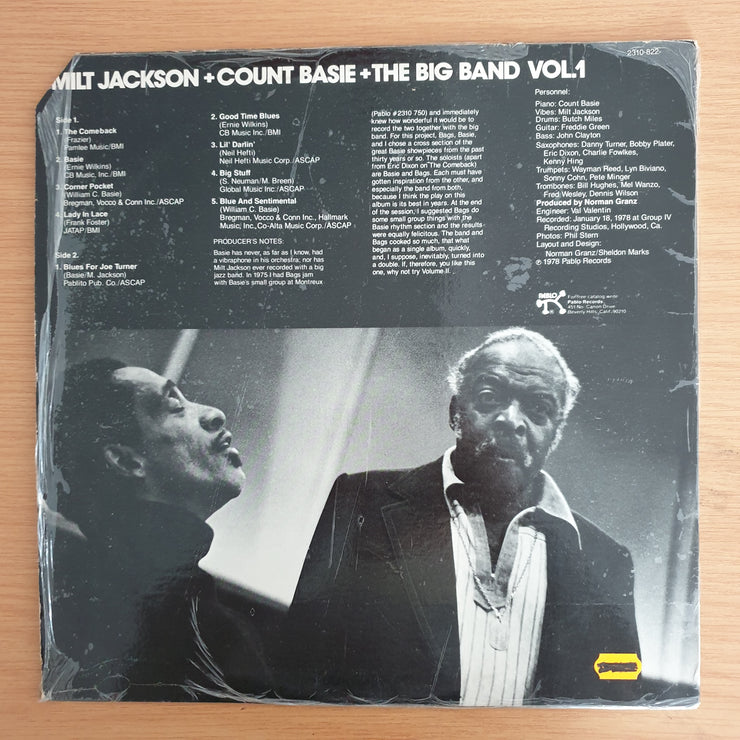 2310-822
MILT JACKSON + COUNT BASIE + THE BIG BAND VOL.1
Side 1.
1. The Comeback
(Frazier)
Pamlee Music/BMI
2. Basie
(Ernie Wilkins)
CB Music, Inc./BMI
3. Corner Pocket
(William C. Basie)
Bregman, Vocco & Conn Inc./ASCAP
4. Lady In Lace
(Frank Foster)
JATAP/BMI
Side 2.
1. Blues For Joe Turner
(Basie/M. Jackson)
Pablito Pub. Co./ASCAP
2. Good Time Blues
(Ernie Wilkins)
CB Music Inc./BMI
3. Lil' Darlin'
(Neil Hefti)
Neil Hefti Music Corp./ASCAP
4. Big Stuff
(S. Neuman/M. Breen)
Global Music Inc./ASCAP
5. Blue And Sentimental
(William C. Basie)
Bregman, Vocco & Conn Inc., Hallmark
Music, Inc,Co-Alta Music Corp./ASCAP
PRODUCER'S NOTES:
Basie has never, as far as I know, had
a vibraphone in his orchestra; nor has
Milt Jackson ever recorded with a big
jazz band. In 1975 I had Bags jam
with Basie's small group at Montreux
(Pablo #2310 750) and immediately
knew how wonderful it would be to
record the two together with the big
band. For this project, Bags, Basie,
and I chose a cross section of the
great Basie showpieces from the past
thirty years or so. The soloists (apart
from Eric Dixon on "The Comeback")
are Basie and Bags. Each must have
gotten inspiration from the other, and
especially the band from both,
because I think the play on this
album is its best in years. At the end
of the session, I suggested Bags do
some small group things with the
Basie rhythm section and the results
were equally felicitous. The band and
Bags cooked so much, that what
began as a single album, quickly,
and, I suppose, inevitably, turned into
a double. If, therefore, you like this
one, why not try Volume II.
Personnel:
Piano: Count Basie
Vibes: Milt Jackson
Drums: Butch Miles
Guitar: Freddie Green
Bass: John Clayton
Saxophones: Danny Turner, Bobby Plater,
Eric Dixon, Charlie Fowlkes,
Kenny Hing
Trumpets: Wayman Reed, Lyn Biviano,
Sonny Cohn, Pete Minger
Trombones: Bill Hughes, Mel Wanzo,
Fred Wesley, Dennis Wilson
Produced by Norman Granz
Engineer: Val Valentin
Recorded: January 18, 1978 at Group IV
Recording Studios, Hollywood, Ca.
Photos: Phil Stern
Layout and Design:
Norman Granz/Sheldon Marks
℗ 1978 Pablo Records
PABLO
For free catalog write
Pablo Records
451 No. Canon Drive
Beverly Hills, Calif./90210